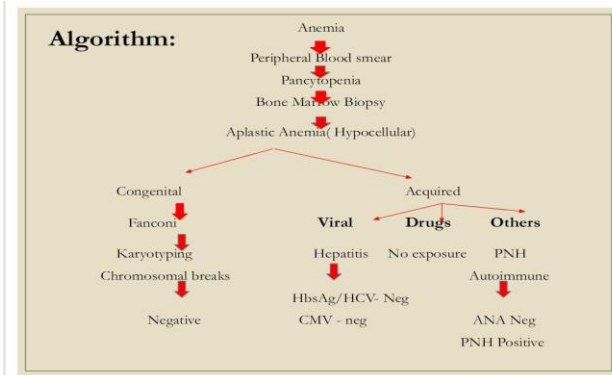 Algorithm:
Anemia
Peripheral Blood smear
Pancytopenia
Bone Marrow Biopsy
Aplastic Anemia( Hypocellular)
Congenital
Acquired
Fanconi
Viral
Drugs
Others
Karyotyping
Hepatitis
No exposure
PNH
Chromosomal breaks
Autoimmune
HbsAg/HCV- Neg
Negative
CMV - neg
ANA Neg
PNH Positive